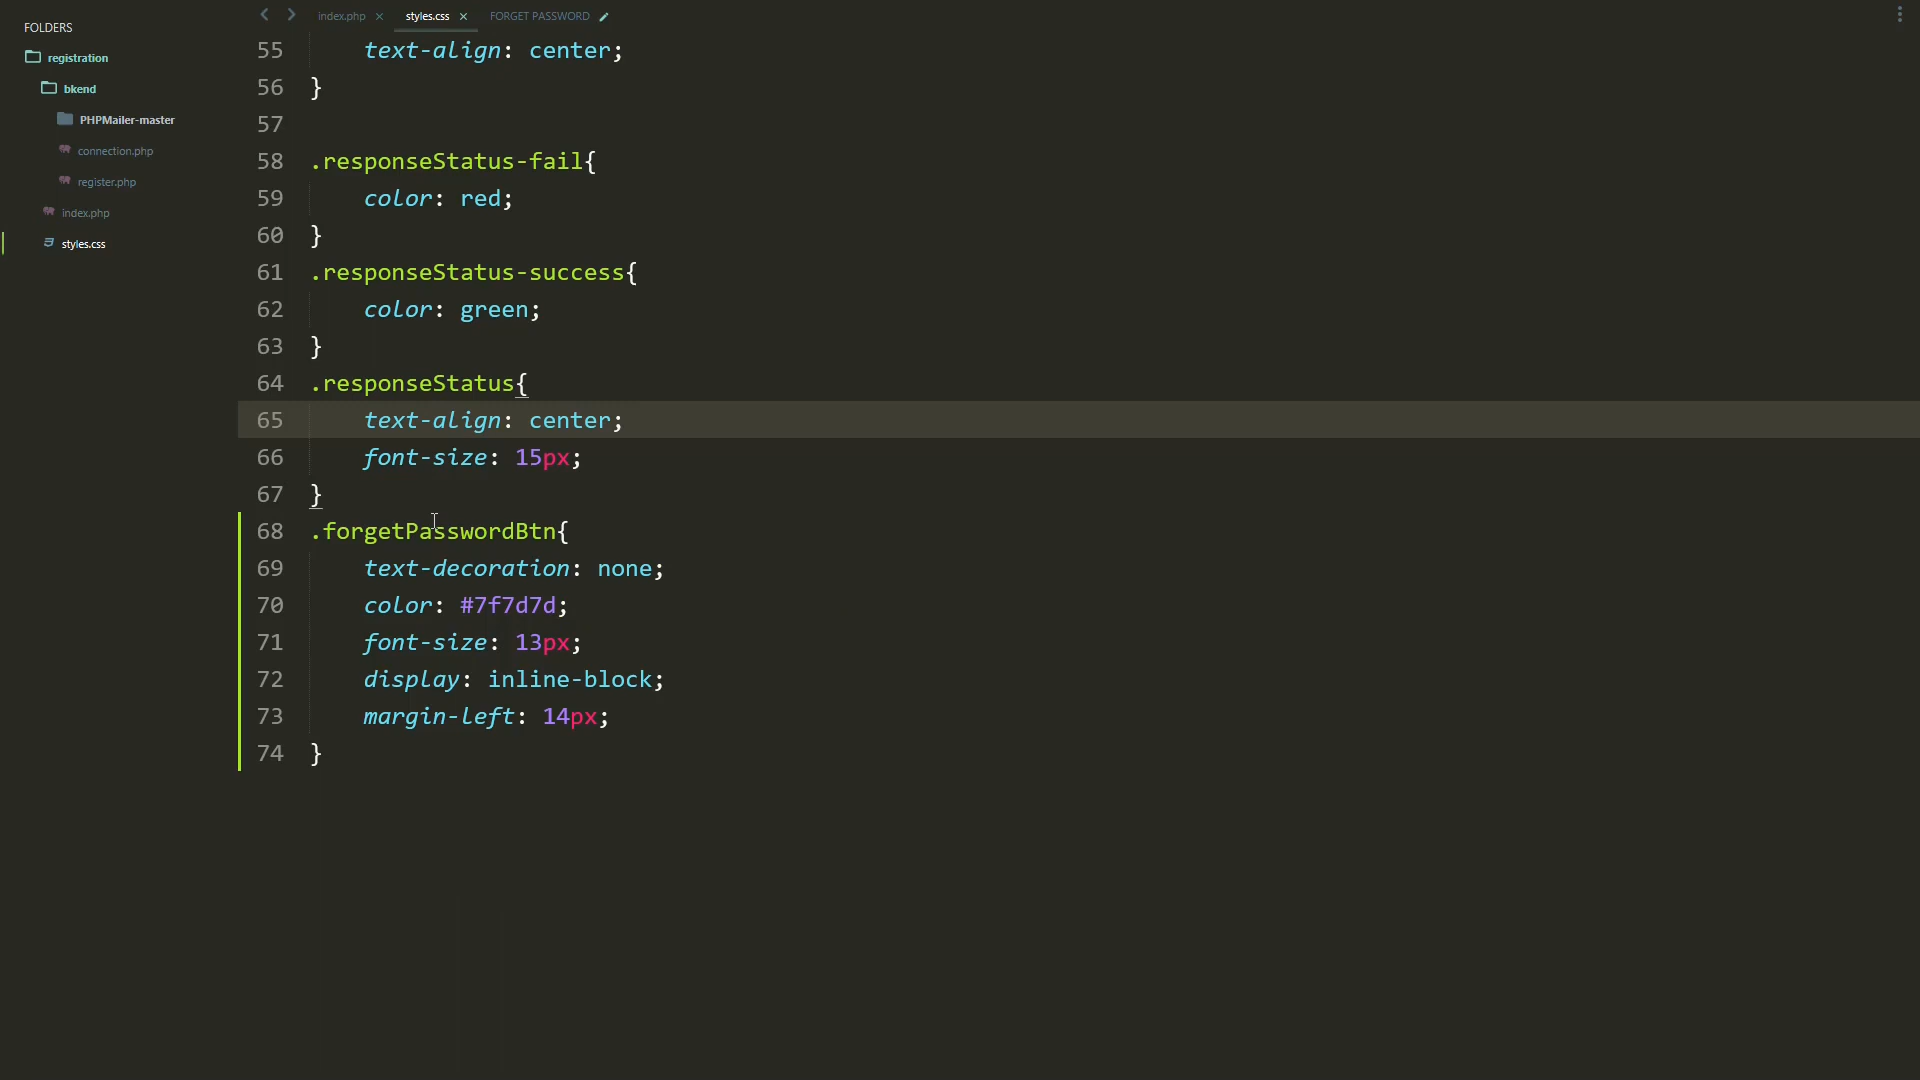 FOLDERS
registration
bkend
PHPMailer-master
connection.php
register.php
index.php
styles.css
index.php × styles.css × FORGET PASSWORD
55 text-align: center;
56 }
57
58 .responseStatus-fail{
59 color: red;
60 }
61 .responseStatus-success{
62 color: green;
63 }
64 .responseStatus{
65 text-align: center;
66 font-size: 15px;
67 }
68 .forgetPasswordBtn{
69 text-decoration: none;
70 color: #7f7d7d;
71 font-size: 13px;
72 display: inline-block;
73 margin-left: 14px;
74 }